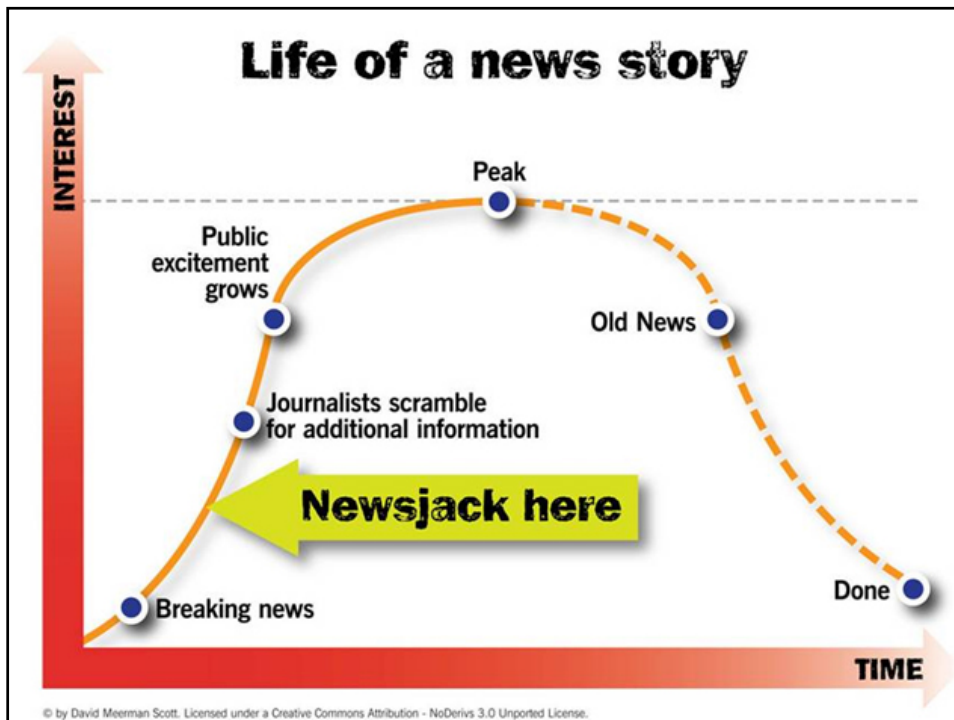 Life of a news story
INTEREST
Peak
Public
excitement
grows
Old News
Journalists scramble
for additional information
Newsjack here
Breaking news
Done
TIME
© by David Meerman Scott. Licensed under a Creative Commons Attribution - NoDerivs 3.0 Unported License.